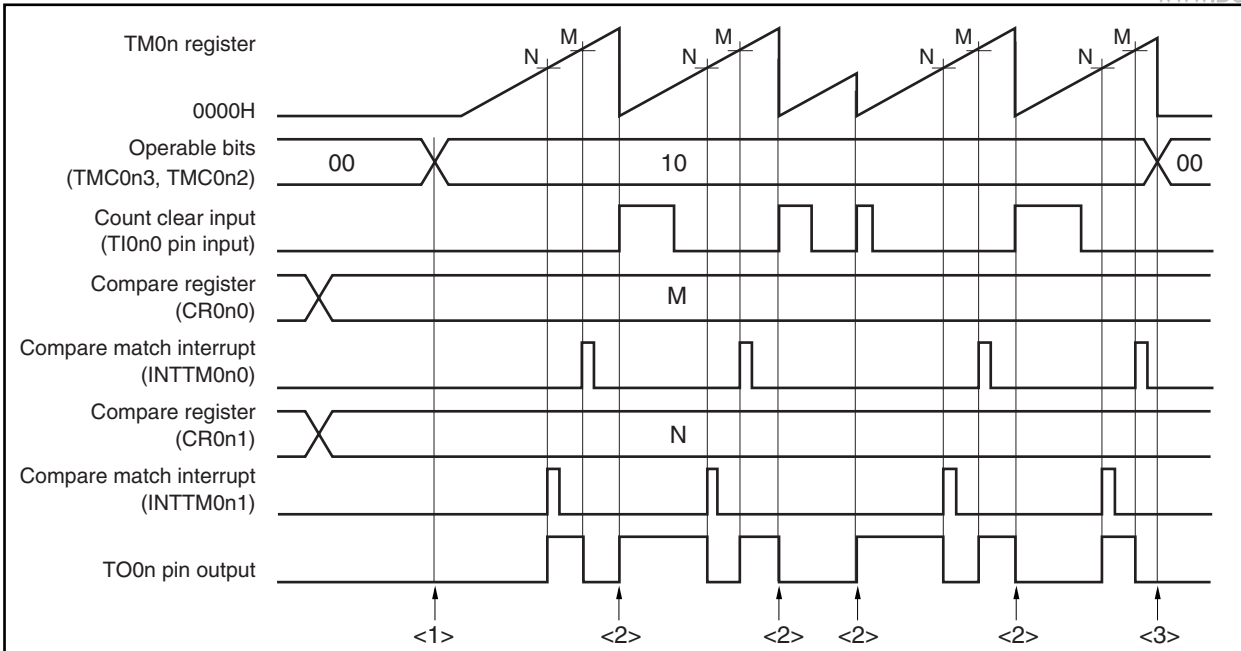 TM0n register
N M N M N M N M
0000H
Operable bits
(TMC0n3, TMC0n2)
00 10 00
Count clear input
(TI0n0 pin input)
Compare register
(CR0n0)
M
Compare match interrupt
(INTTM0n0)
Compare register
(CR0n1)
N
Compare match interrupt
(INTTM0n1)
TO0n pin output
<1> <2> <2> <2> <2> <3>